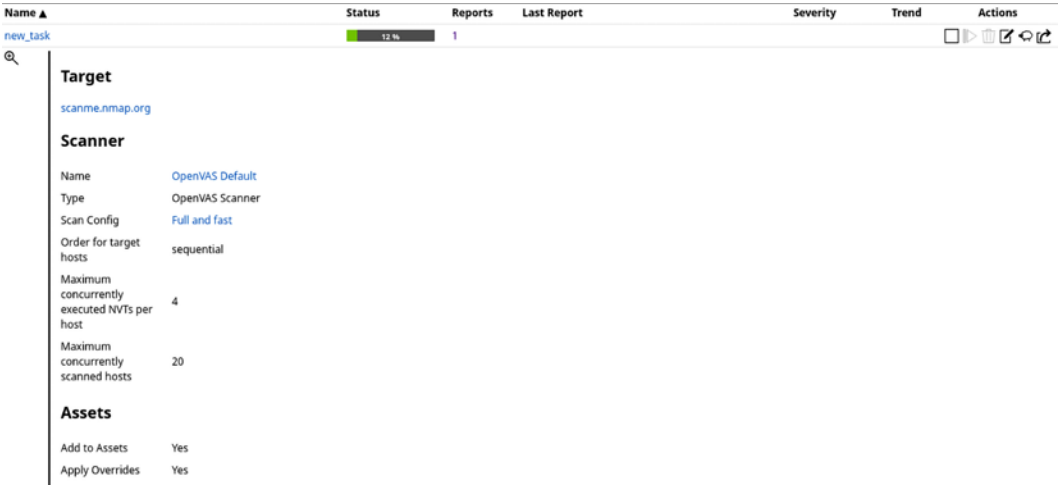 Name ▲ Status Reports Last Report Severity Trend Actions
new_task 12 % 1
Target
scanme.nmap.org
Scanner
Name OpenVAS Default
Type OpenVAS Scanner
Scan Config Full and fast
Order for target
hosts
sequential
Maximum
concurrently
executed NVTs per
host
4
Maximum
concurrently
scanned hosts
20
Assets
Add to Assets Yes
Apply Overrides Yes